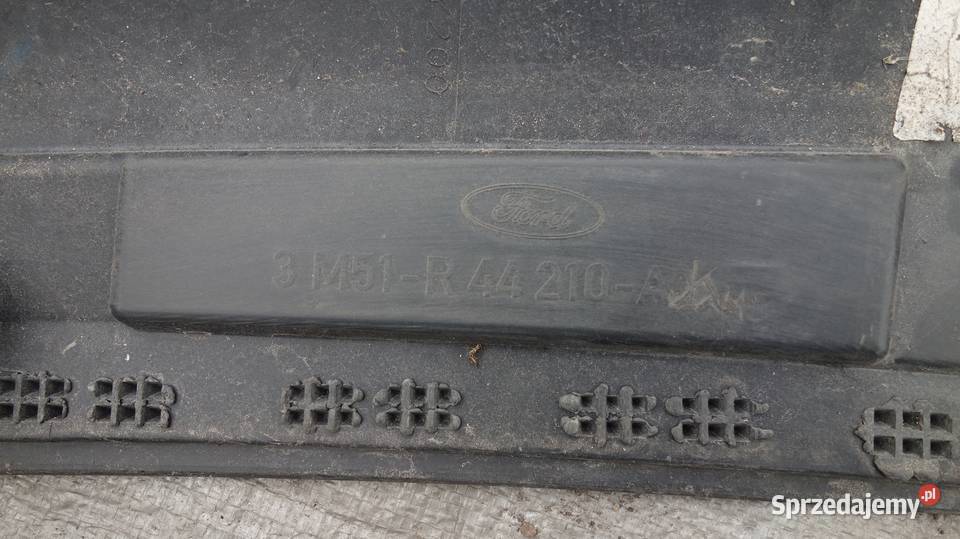 Ford
3 M51-R 44 210-A
Sprzedajemy.pl